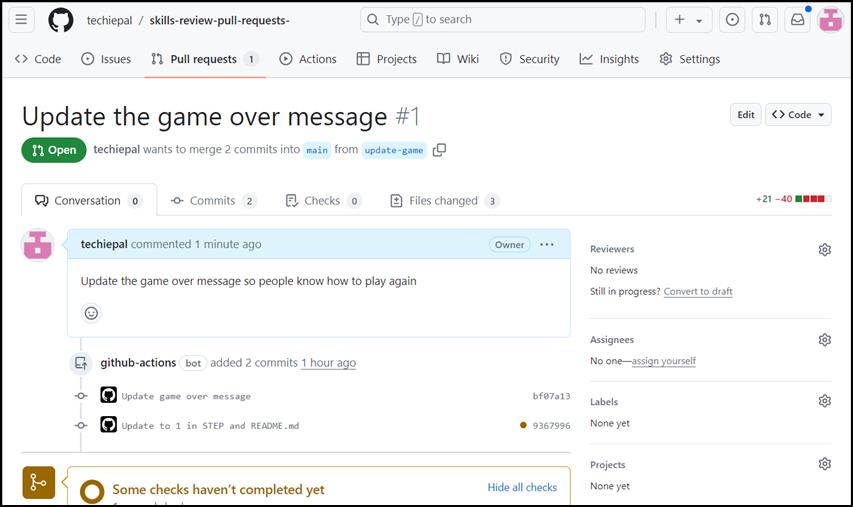 techiepal / skills-review-pull-requests-
Type / to search
Code Issues Pull requests 1 Actions Projects Wiki Security Insights Settings
Update the game over message #1
Edit
Code
Open techiepal wants to merge 2 commits into main from update-game
Conversation 0 Commits 2 Checks 0 Files changed 3
+21 −40
techiepal commented 1 minute ago
Owner
Update the game over message so people know how to play again
github-actions bot added 2 commits 1 hour ago
Update game over message bf07a13
Update to 1 in STEP and README.md 9367996
Some checks haven’t completed yet
Hide all checks
Reviewers
No reviews
Still in progress? Convert to draft
Assignees
No one—assign yourself
Labels
None yet
Projects
None yet